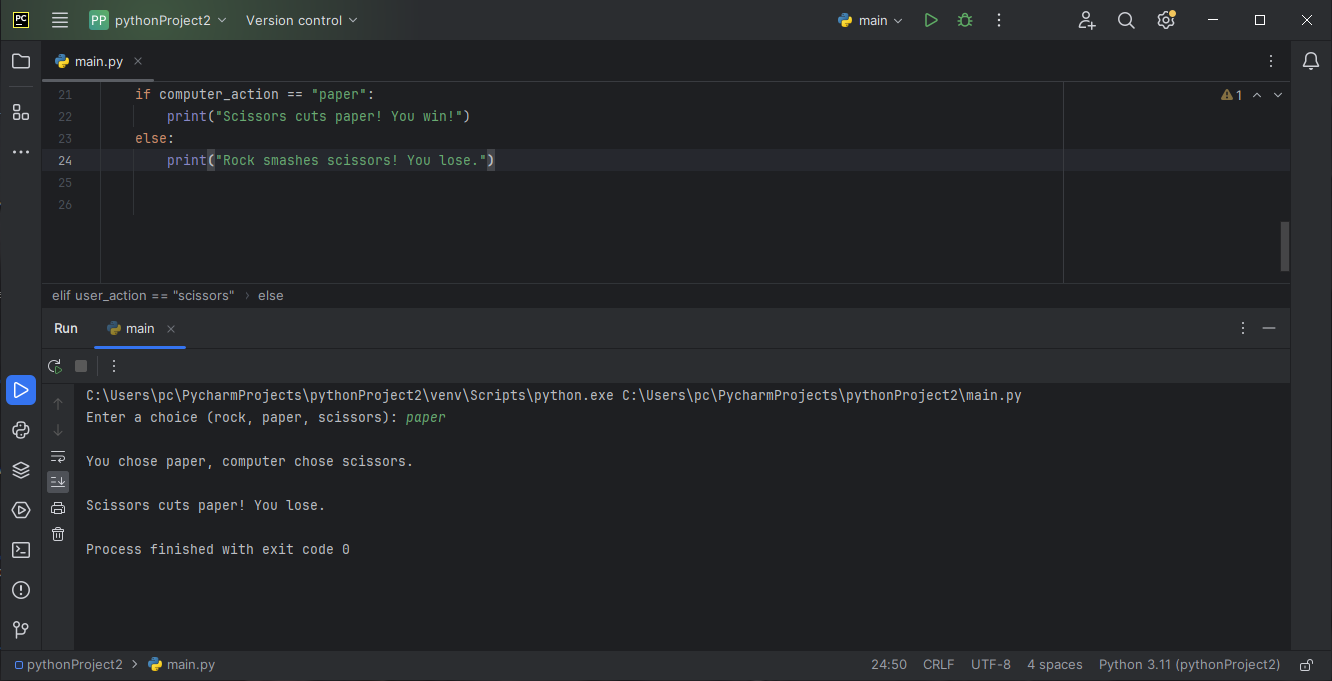 PC PP pythonProject2 Version control main
main.py
21 if computer_action == "paper": 1
22 print("Scissors cuts paper! You win!")
23 else:
24 print("Rock smashes scissors! You lose.")
25
26
elif user_action == "scissors" › else
Run main
C:\Users\pc\PycharmProjects\pythonProject2\venv\Scripts\python.exe C:\Users\pc\PycharmProjects\pythonProject2\main.py
Enter a choice (rock, paper, scissors): paper
You chose paper, computer chose scissors.
Scissors cuts paper! You lose.
Process finished with exit code 0
pythonProject2 > main.py 24:50 CRLF UTF-8 4 spaces Python 3.11 (pythonProject2)